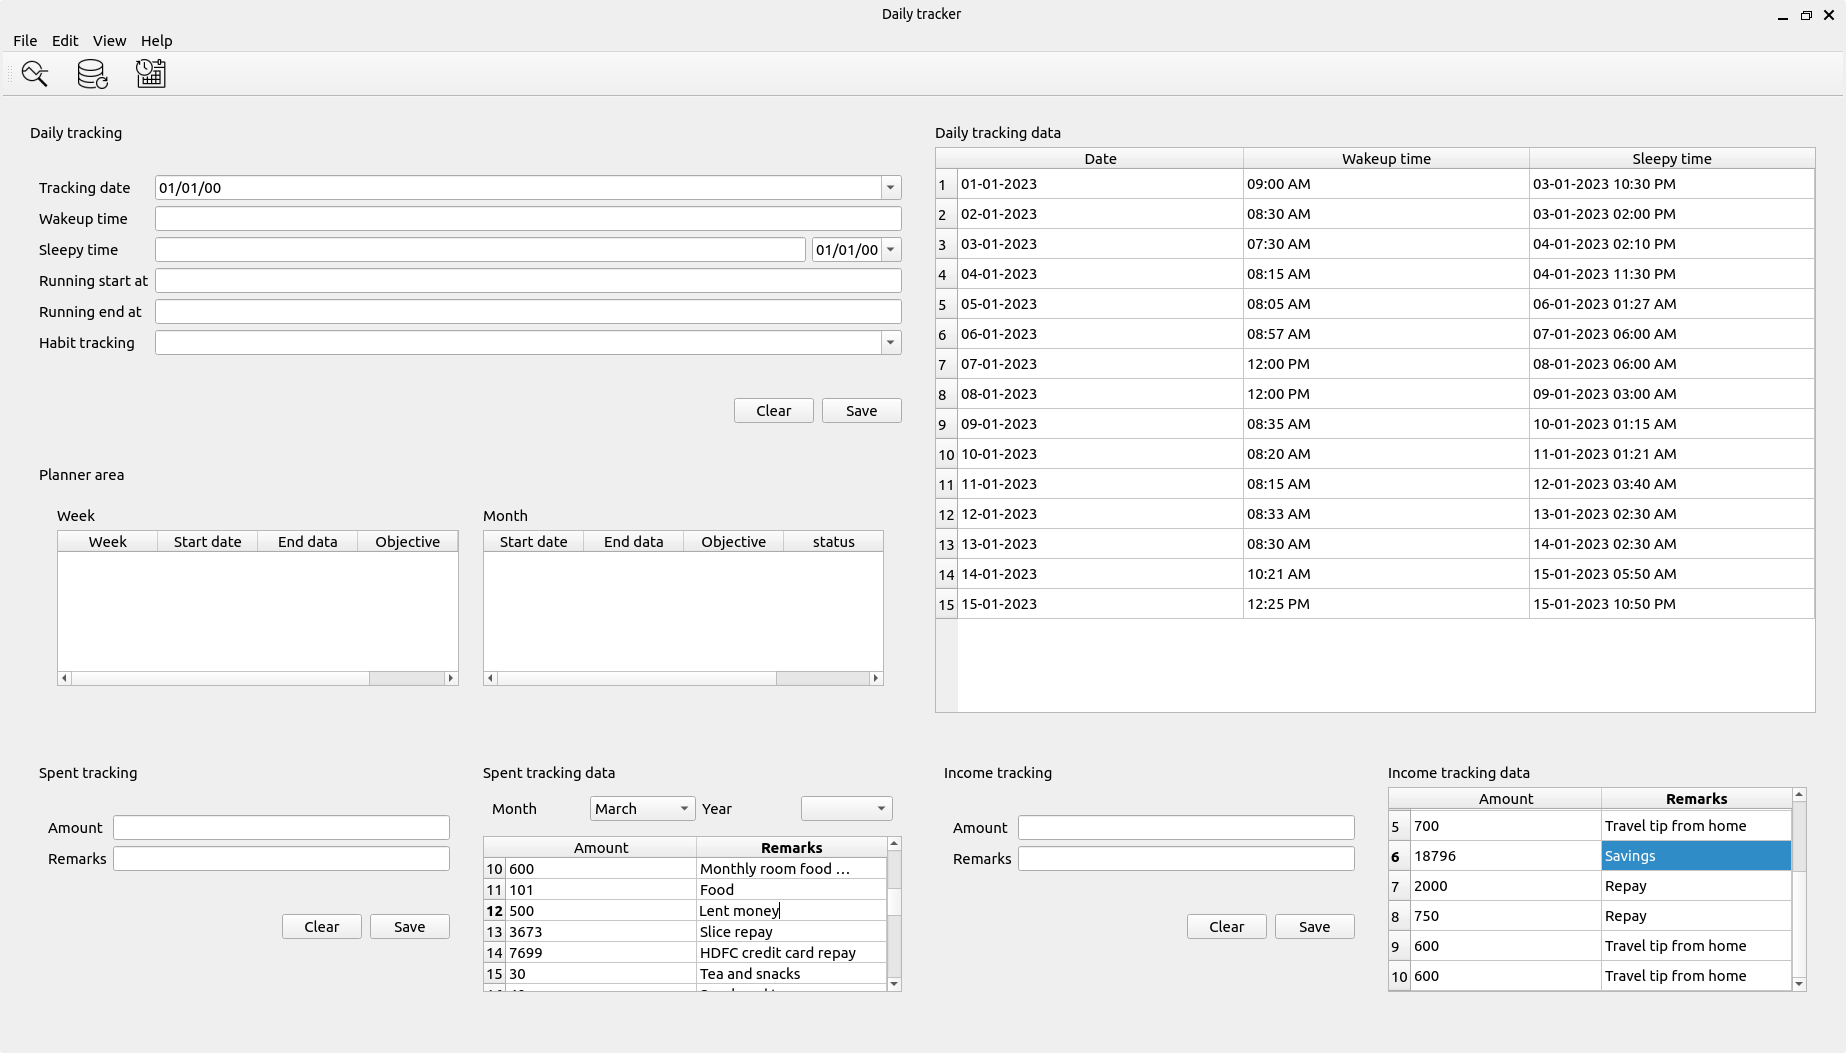 Daily tracker
File Edit View Help
Daily tracking
Tracking date 01/01/00
Wakeup time
Sleepy time 01/01/00
Running start at
Running end at
Habit tracking
Clear Save
Daily tracking data
Date Wakeup time Sleepy time
1 01-01-2023 09:00 AM 03-01-2023 10:30 PM
2 02-01-2023 08:30 AM 03-01-2023 02:00 PM
3 03-01-2023 07:30 AM 04-01-2023 02:10 PM
4 04-01-2023 08:15 AM 04-01-2023 11:30 PM
5 05-01-2023 08:05 AM 06-01-2023 01:27 AM
6 06-01-2023 08:57 AM 07-01-2023 06:00 AM
7 07-01-2023 12:00 PM 08-01-2023 06:00 AM
8 08-01-2023 12:00 PM 09-01-2023 03:00 AM
9 09-01-2023 08:35 AM 10-01-2023 01:15 AM
10 10-01-2023 08:20 AM 11-01-2023 01:21 AM
11 11-01-2023 08:15 AM 12-01-2023 03:40 AM
12 12-01-2023 08:33 AM 13-01-2023 02:30 AM
13 13-01-2023 08:30 AM 14-01-2023 02:30 AM
14 14-01-2023 10:21 AM 15-01-2023 05:50 AM
15 15-01-2023 12:25 PM 15-01-2023 10:50 PM
Planner area
Week
Week Start date End data Objective
Month
Start date End data Objective status
Spent tracking
Amount
Remarks
Clear Save
Spent tracking data
Month March Year
Amount Remarks
10 600 Monthly room food ...
11 101 Food
12 500 Lent money
13 3673 Slice repay
14 7699 HDFC credit card repay
15 30 Tea and snacks
Income tracking
Amount
Remarks
Clear Save
Income tracking data
Amount Remarks
5 700 Travel tip from home
6 18796 Savings
7 2000 Repay
8 750 Repay
9 600 Travel tip from home
10 600 Travel tip from home